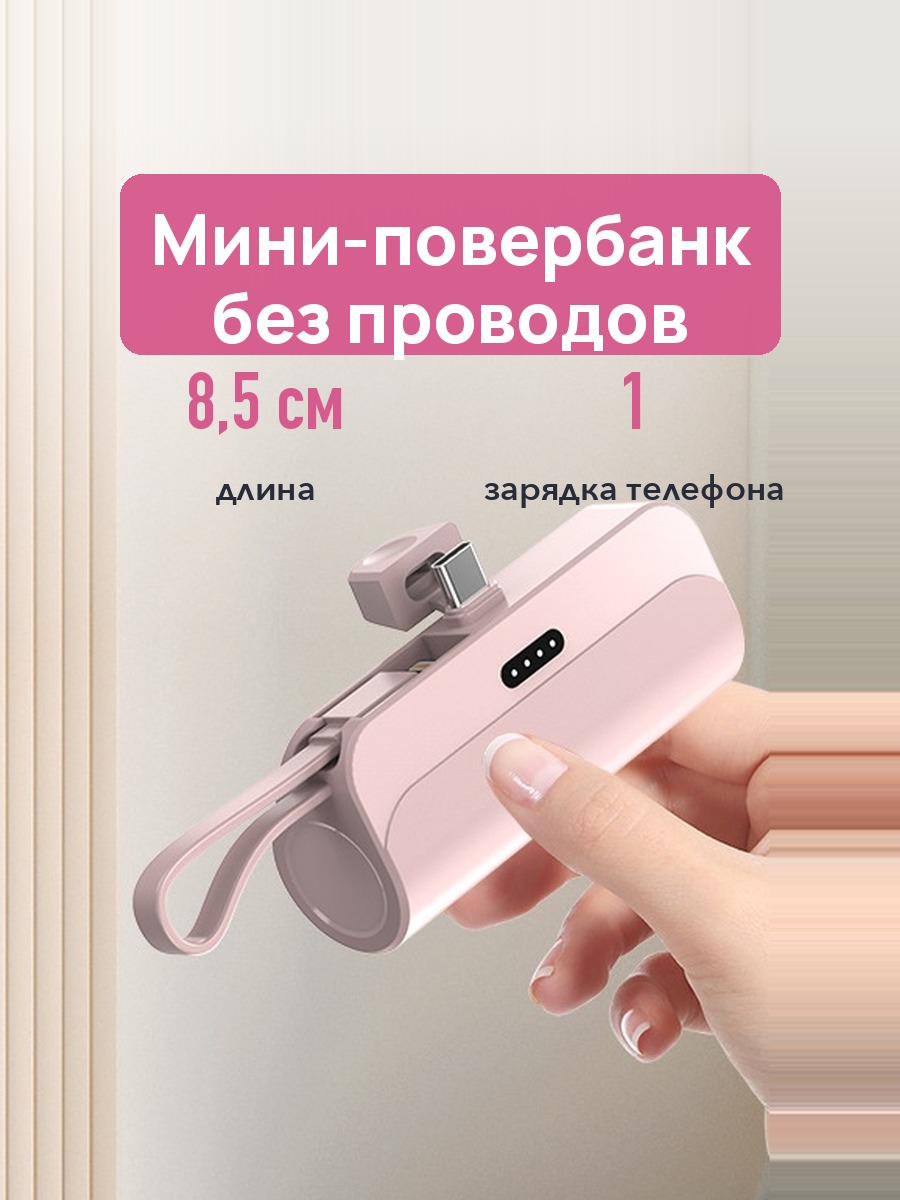 Мини-повербанк
без проводов
8,5 см
1
длина
зарядка телефона